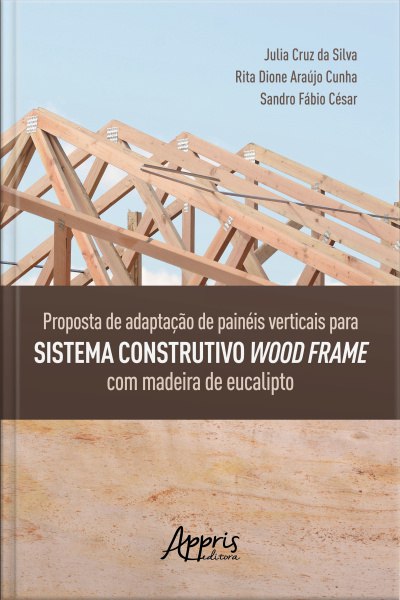 Julia Cruz da Silva
Rita Dione Araújo Cunha
Sandro Fábio César
Proposta de adaptação de painéis verticais para
SISTEMA CONSTRUTIVO WOOD FRAME
com madeira de eucalipto
Appris
editora